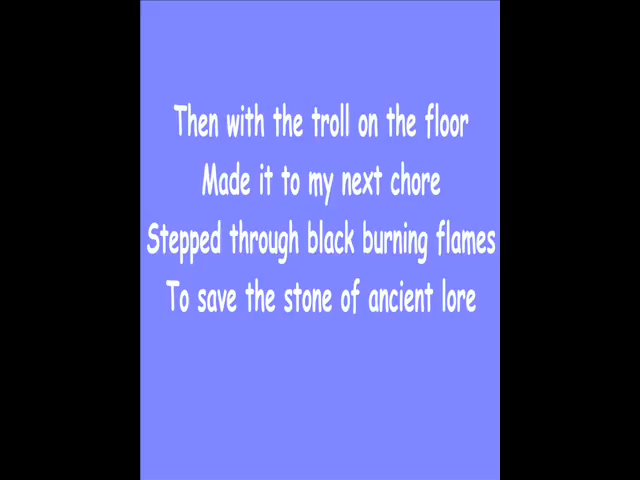 Then with the troll on the floor
Made it to my next chore
Stepped through black burning flames
To save the stone of ancient lore